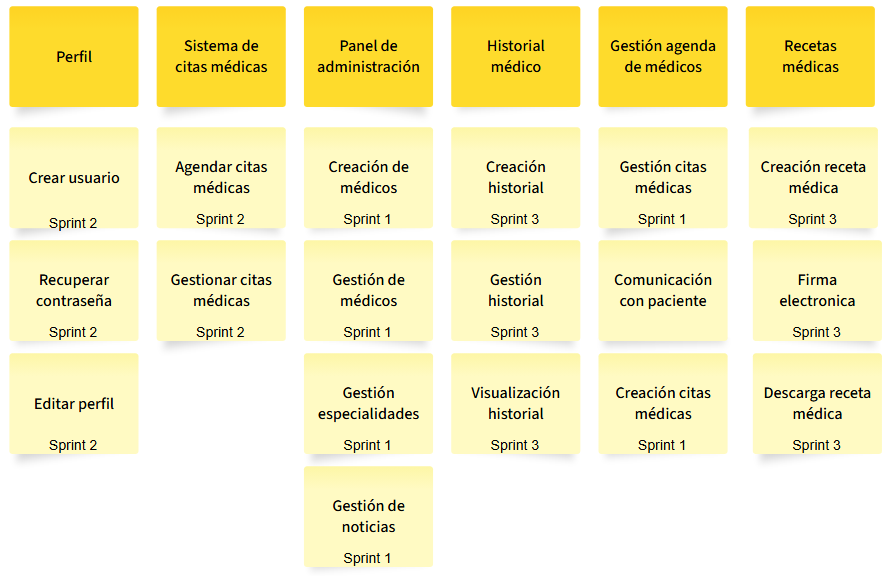 Perfil
Sistema de
citas médicas
Panel de
administración
Historial
médico
Gestión agenda
de médicos
Recetas
médicas
Crear usuario
Sprint 2
Agendar citas
médicas
Sprint 2
Creación de
médicos
Sprint 1
Creación
historial
Sprint 3
Gestión citas
médicas
Sprint 1
Creación receta
médica
Sprint 3
Recuperar
contraseña
Sprint 2
Gestionar citas
médicas
Sprint 2
Gestión de
médicos
Sprint 1
Gestión
historial
Sprint 3
Comunicación
con paciente
Firma
electronica
Sprint 3
Editar perfil
Sprint 2
Gestión
especialidades
Sprint 1
Visualización
historial
Sprint 3
Creación citas
médicas
Sprint 1
Descarga receta
médica
Sprint 3
Gestión de
noticias
Sprint 1